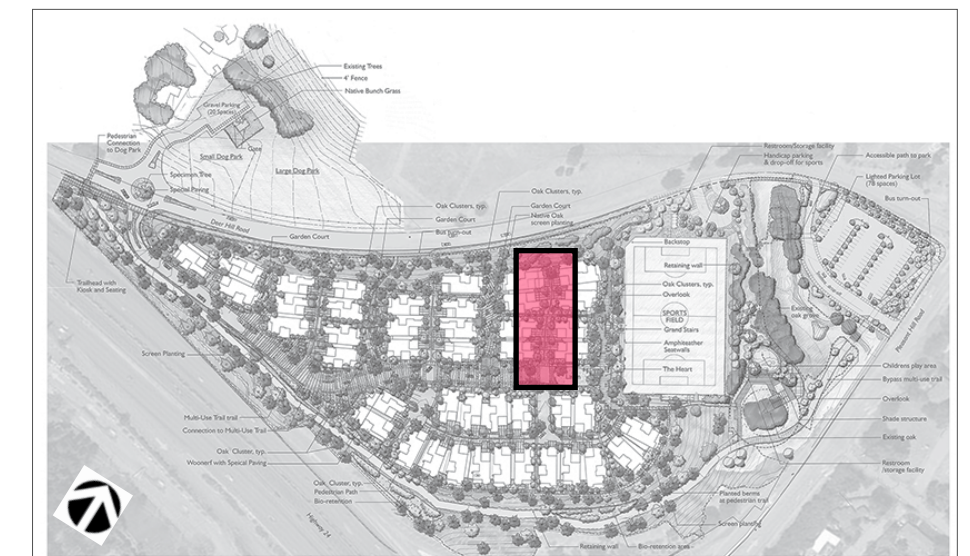 Existing Trees
4' Fence
Native Bunch Grass
Gravel Parking
(20 Spaces)
Pedestrian
Connection
to Dog Park
Gate
Small Dog Park
Large Dog Park
Specimen Tree
Special Paving
Deer Hill Road
Garden Court
Oak Clusters, typ.
Garden Court
Bus turn-out
Oak Clusters, typ.
Garden Court
Native Oak
screen planting
Restroom/Storage facility
Handicap parking
& drop-off for sports
Accessible path to park
Lighted Parking Lot
(78 spaces)
Bus turn-out
Trailhead with
Kiosk and Seating
Backstop
Retaining wall
Oak Clusters, typ.
Overlook
SPORTS
FIELD
Grand Stairs
Amphiteather
Seatwalls
The Heart
Existing
oak grove
Pleasant Hill Road
Screen Planting
Childrens play area
Bypass multi-use trail
Overlook
Shade structure
Existing oak
Restroom
/storage facility
Multi-Use Trail trail
Connection to Multi-Use Trail
Oak Cluster, typ.
Woonerf with Speical Paving
Oak Cluster, typ.
Pedestrian Path
Bio-retention
Highway 24
Planted berms
at pedestrian trail
Screen planting
Retaining wall
Bio-retention area